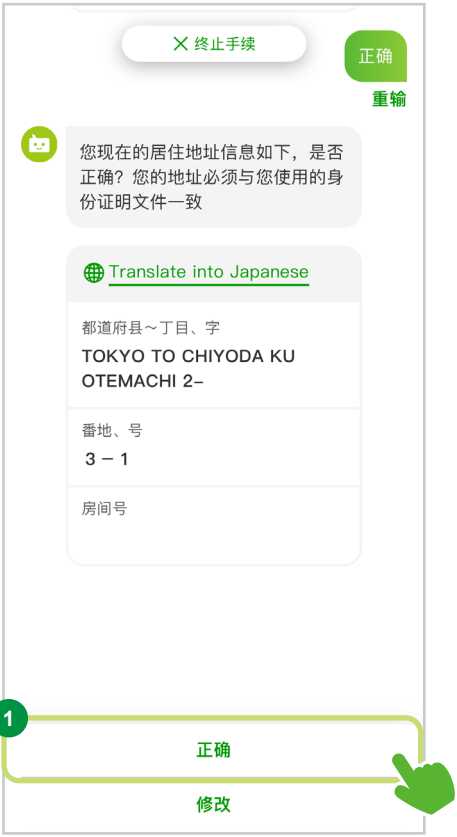 × 终止手续
正确
重输
您现在的居住地址信息如下，是否
正确？您的地址必须与您使用的身
份证明文件一致
Translate into Japanese
都道府县～丁目、字
TOKYO TO CHIYODA KU
OTEMACHI 2−
番地、号
3 − 1
房间号
1
正确
修改